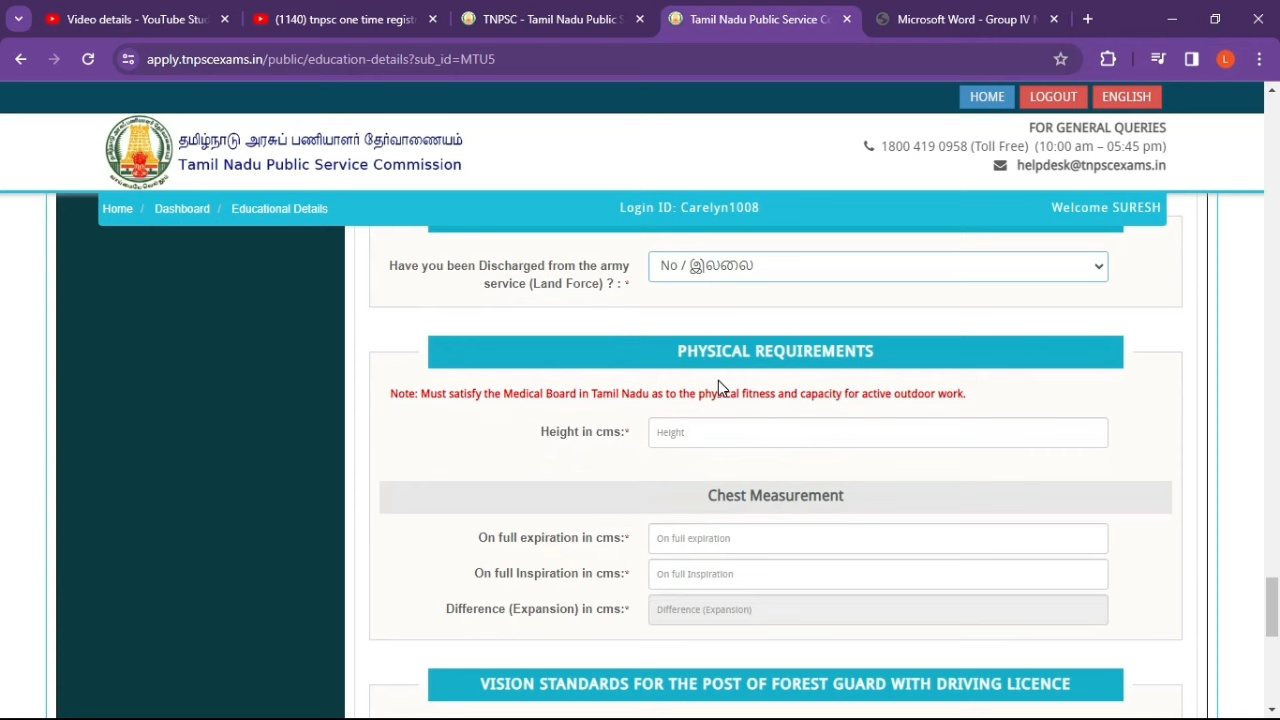 Video details - YouTube Stu
(1140) tnpsc one time regist
TNPSC - Tamil Nadu Public S
Tamil Nadu Public Service Co
Microsoft Word - Group IV N
apply.tnpscexams.in/public/education-details?sub_id=MTU5
L
HOME
LOGOUT
ENGLISH
தமிழ்நாடு அரசுப் பணியாளர் தேர்வாணையம்
Tamil Nadu Public Service Commission
FOR GENERAL QUERIES
1800 419 0958 (Toll Free) (10:00 am – 05:45 pm)
helpdesk@tnpscexams.in
Home / Dashboard / Educational Details
Login ID: Carelyn1008
Welcome SURESH
Have you been Discharged from the army
service (Land Force) ? : *
No / இல்லை
PHYSICAL REQUIREMENTS
Note: Must satisfy the Medical Board in Tamil Nadu as to the physical fitness and capacity for active outdoor work.
Height in cms:*
Height
Chest Measurement
On full expiration in cms:*
On full expiration
On full Inspiration in cms:*
On full Inspiration
Difference (Expansion) in cms:*
Difference (Expansion)
VISION STANDARDS FOR THE POST OF FOREST GUARD WITH DRIVING LICENCE